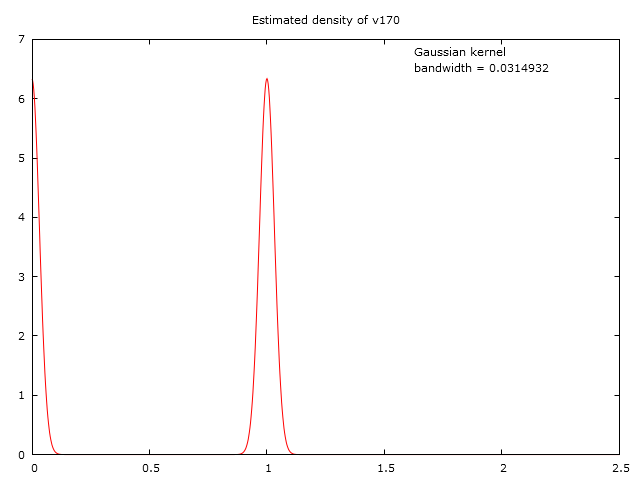 Estimated density of v170
Gaussian kernel
bandwidth = 0.0314932
7
6
5
4
3
2
1
0
0 0.5 1 1.5 2 2.5